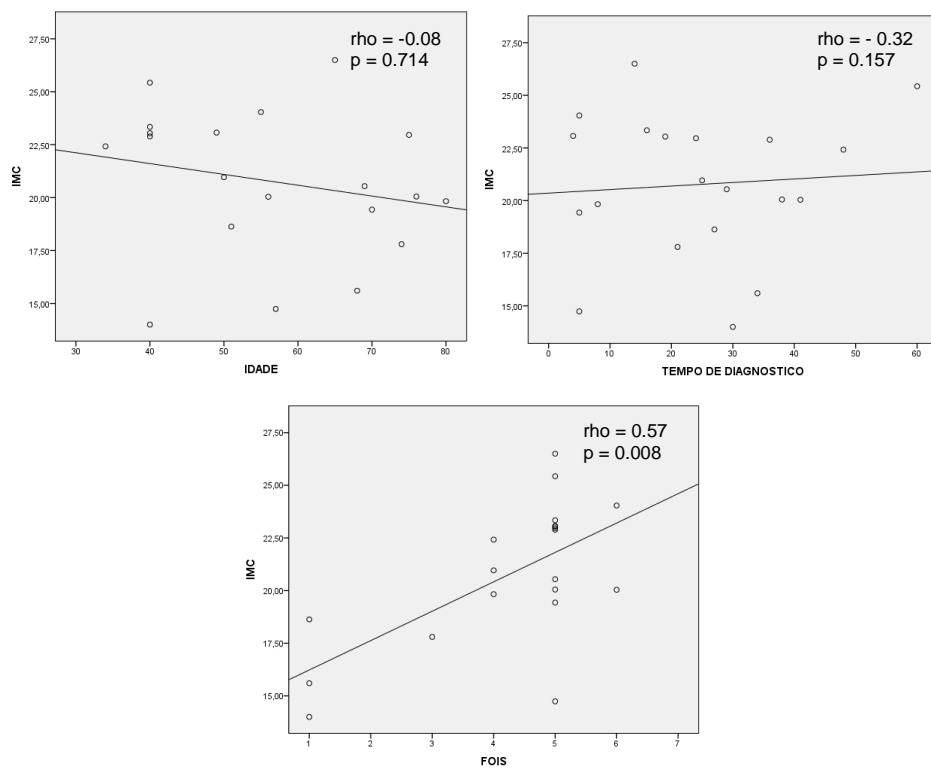 rho = -0.08
p = 0.714
27,50
25,00
22,50
20,00
17,50
15,00
IMC
30 40 50 60 70 80
IDADE
rho = - 0.32
p = 0.157
27,50
25,00
22,50
20,00
17,50
15,00
IMC
0 10 20 30 40 50 60
TEMPO DE DIAGNOSTICO
rho = 0.57
p = 0.008
27,50
25,00
22,50
20,00
17,50
15,00
IMC
1 2 3 4 5 6 7
FOIS